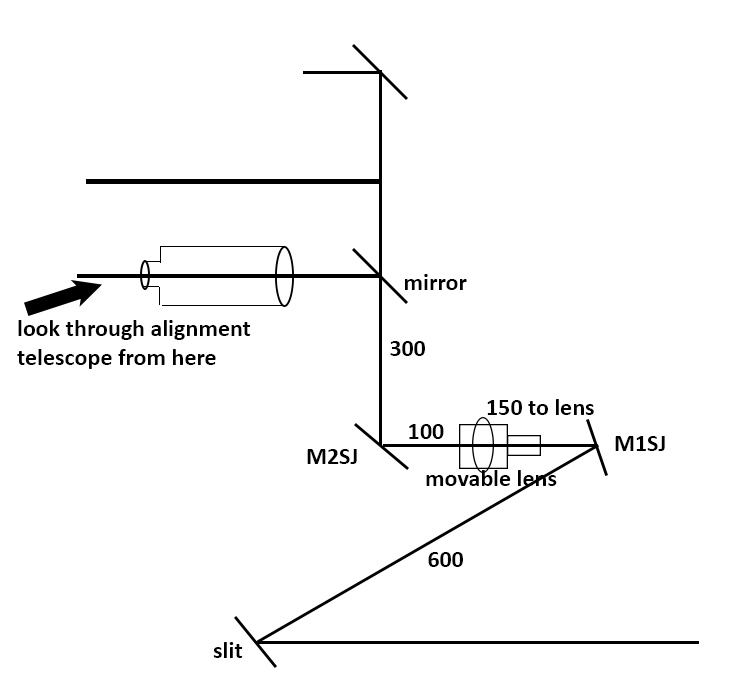 mirror
look through alignment
telescope from here
300
150 to lens
100
M1SJ
M2SJ
movable lens
600
slit